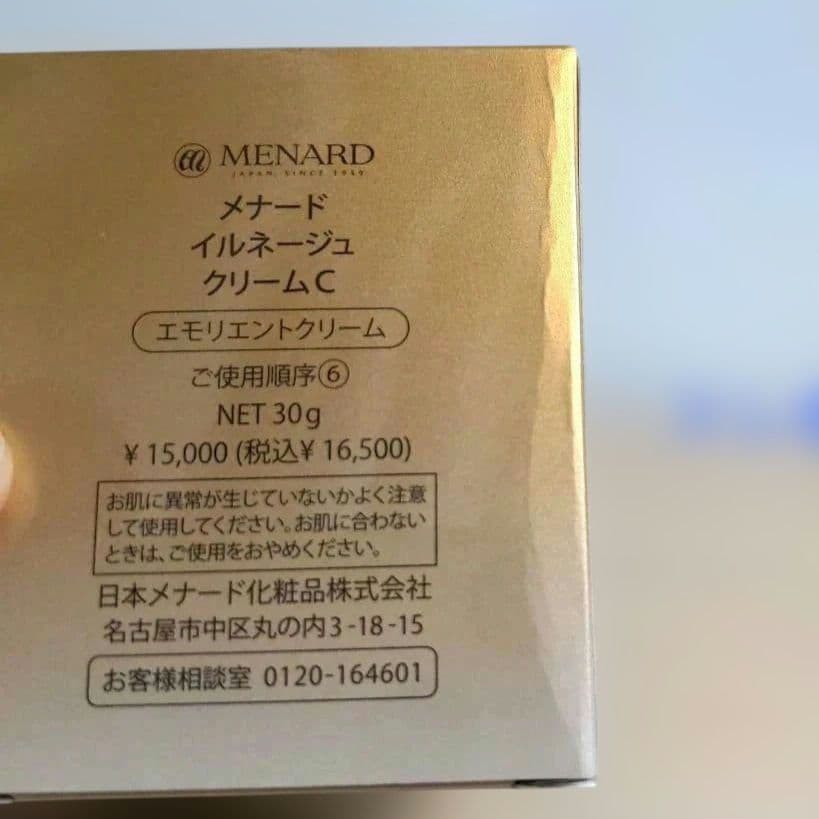 MENARD
JAPAN, SINCE 1959
メナード
イルネージュ
クリームC
エモリエントクリーム
ご使用順序⑥
NET 30g
¥ 15,000 (税込¥ 16,500)
お肌に異常が生じていないかよく注意
して使用してください。お肌に合わない
ときは、ご使用をおやめください。
日本メナード化粧品株式会社
名古屋市中区丸の内3-18-15
お客様相談室 0120-164601